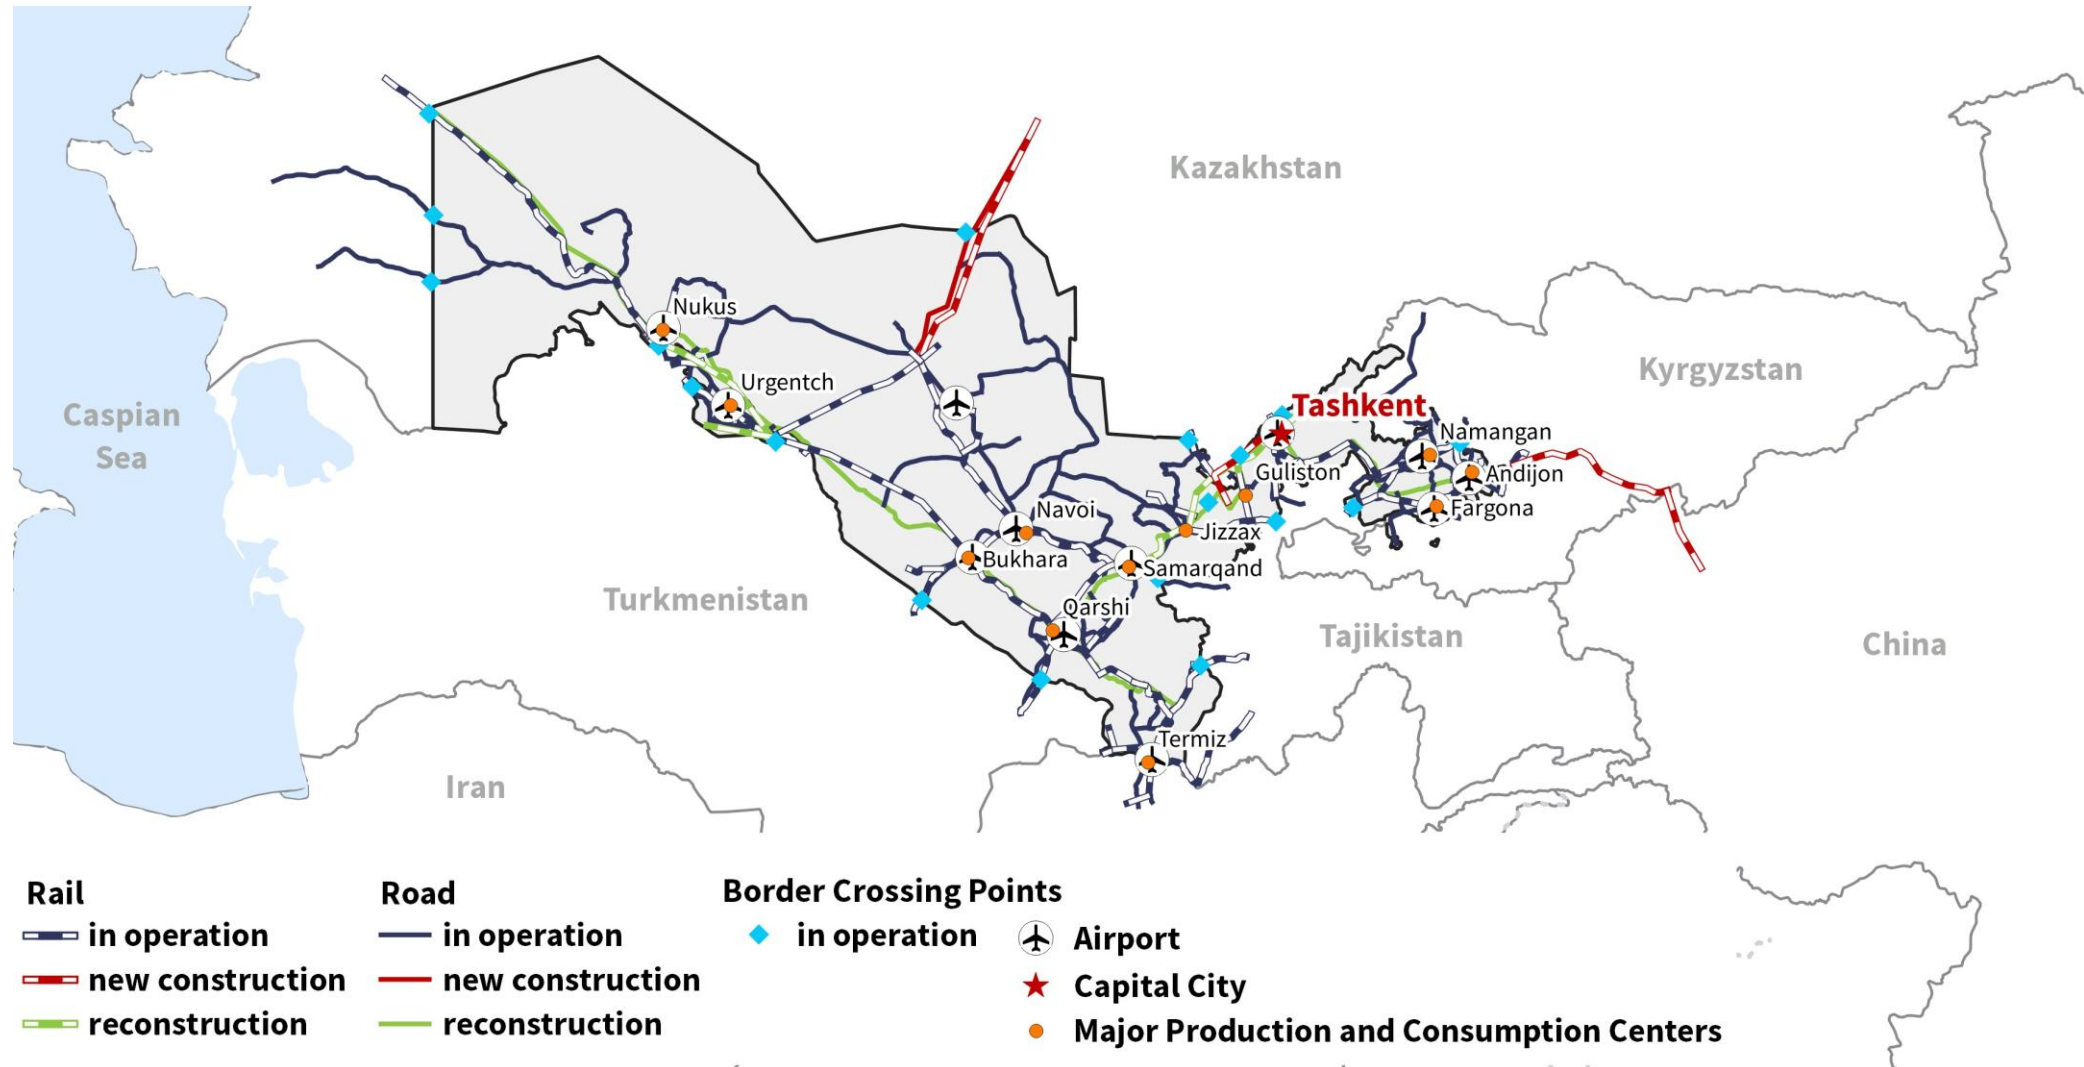 Kazakhstan
Nukus
Kyrgyzstan
Urgentch
Caspian
Sea
Tashkent
Namangan
Guliston
Andijon
Navoi
Fargona
Jizzax
Bukhara
Samarqand
Turkmenistan
Qarshi
Tajikistan
China
Termiz
Iran
Rail
in operation
new construction
reconstruction
Road
in operation
new construction
reconstruction
Border Crossing Points
in operation
Airport
Capital City
Major Production and Consumption Centers